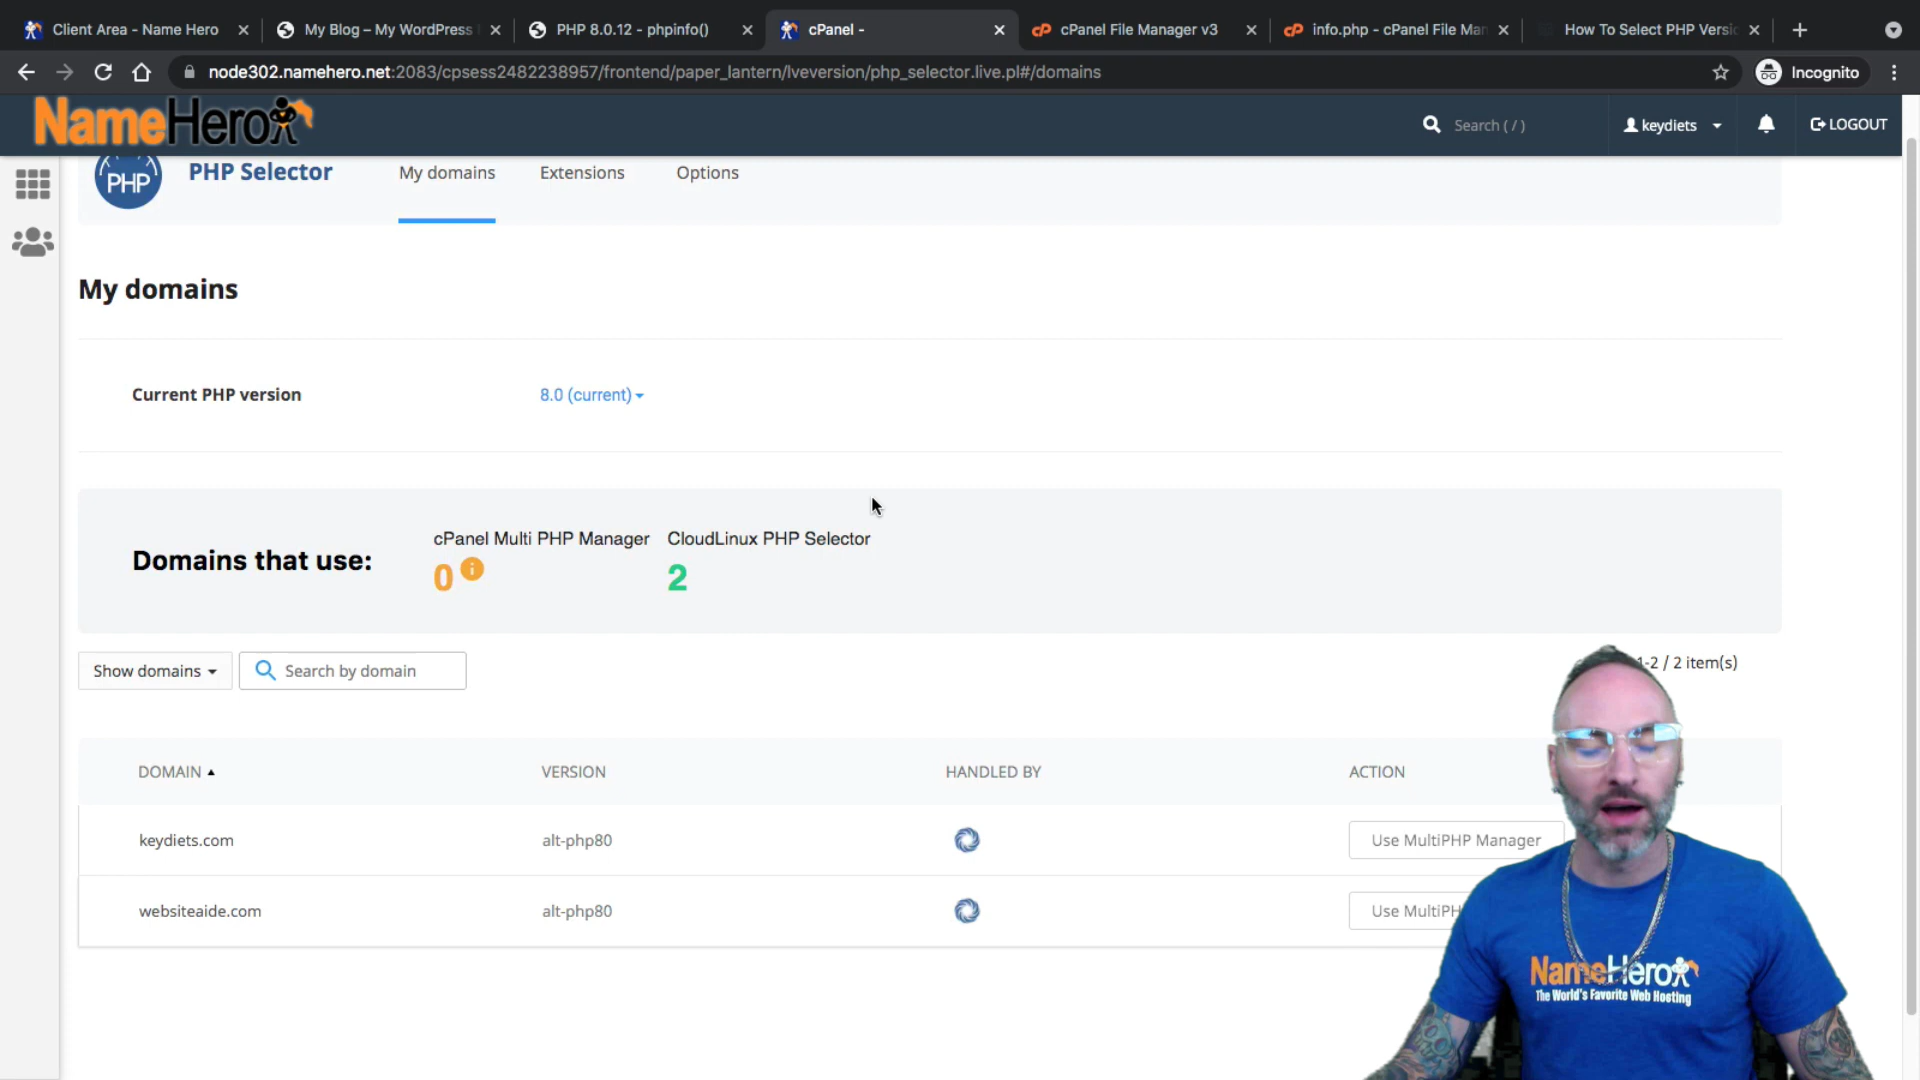 Client Area - Name Hero
My Blog – My WordPress
PHP 8.0.12 - phpinfo()
cPanel -
cPanel File Manager v3
info.php - cPanel File Man
How To Select PHP Versio
node302.namehero.net:2083/cpsess2482238957/frontend/paper_lantern/lveversion/php_selector.live.pl#/domains
Incognito
NameHero
Search ( / )
keydiets
LOGOUT
PHP
PHP Selector
My domains
Extensions
Options
My domains
Current PHP version
8.0 (current)
Domains that use:
cPanel Multi PHP Manager
0
i
CloudLinux PHP Selector
2
Show domains
Search by domain
1-2 / 2 item(s)
DOMAIN
VERSION
HANDLED BY
ACTION
keydiets.com
alt-php80
Use MultiPHP Manager
websiteaide.com
alt-php80
Use MultiPH
NameHero
The World's Favorite Web Hosting